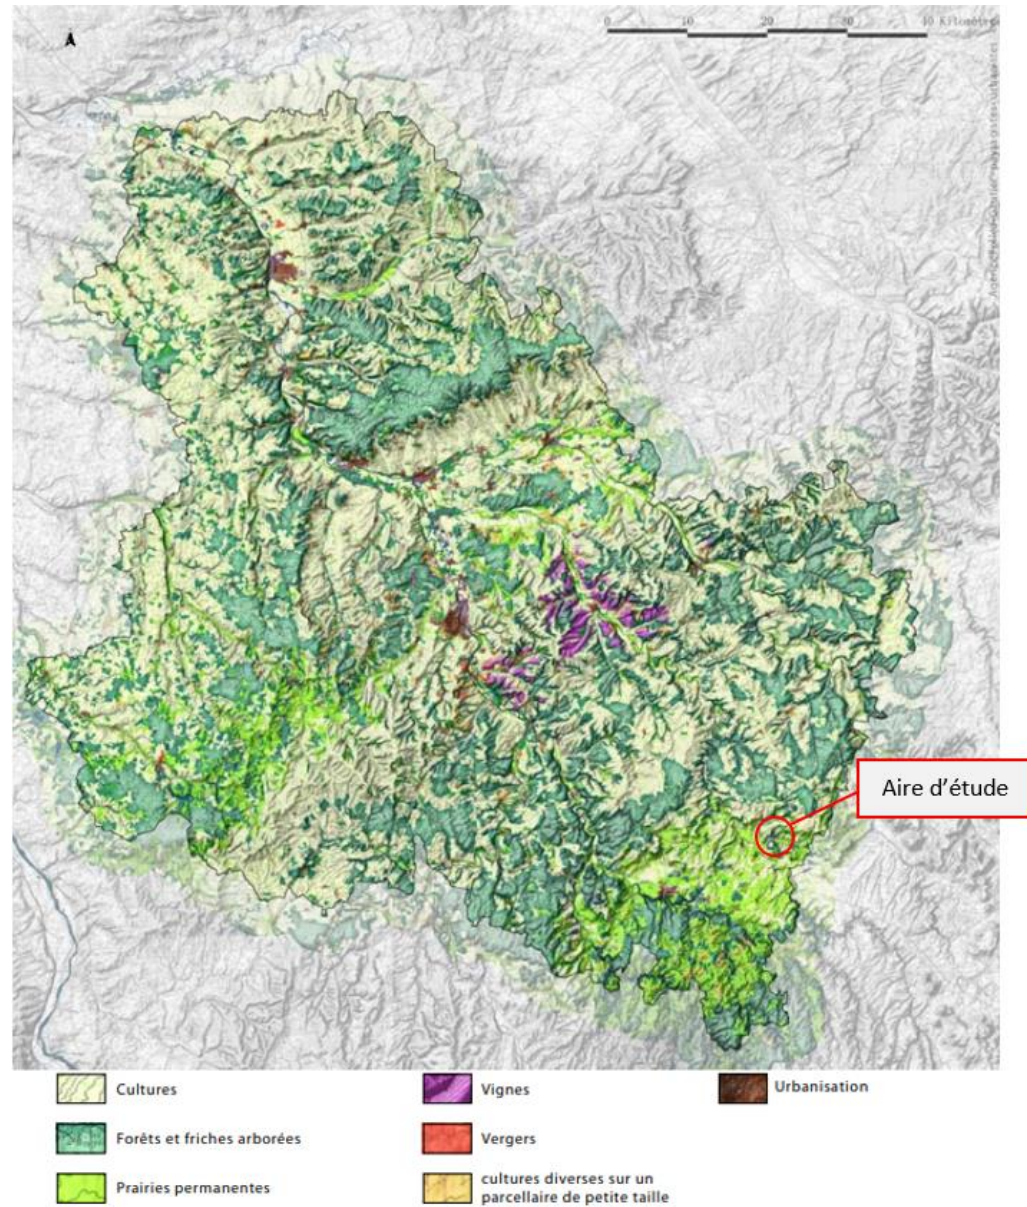 0 10 20 30 40 Kilomètres
Aire d'étude
Cultures
Vignes
Urbanisation
Forêts et friches arborées
Vergers
Prairies permanentes
cultures diverses sur un
parcellaire de petite taille